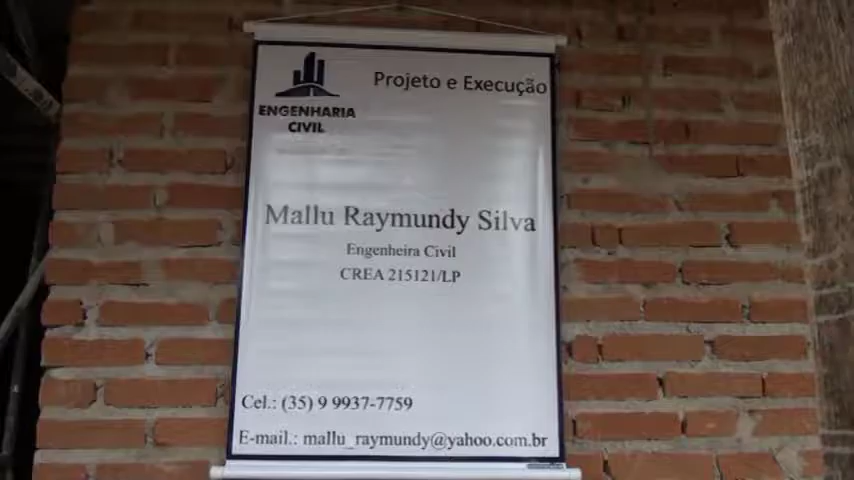 Projeto e Execução
ENGENHARIA
CIVIL
Mallu Raymundy Silva
Engenheira Civil
CREA 215121/LP
Cel.: (35) 9 9937-7759
E-mail.: mallu_raymundy@yahoo.com.br